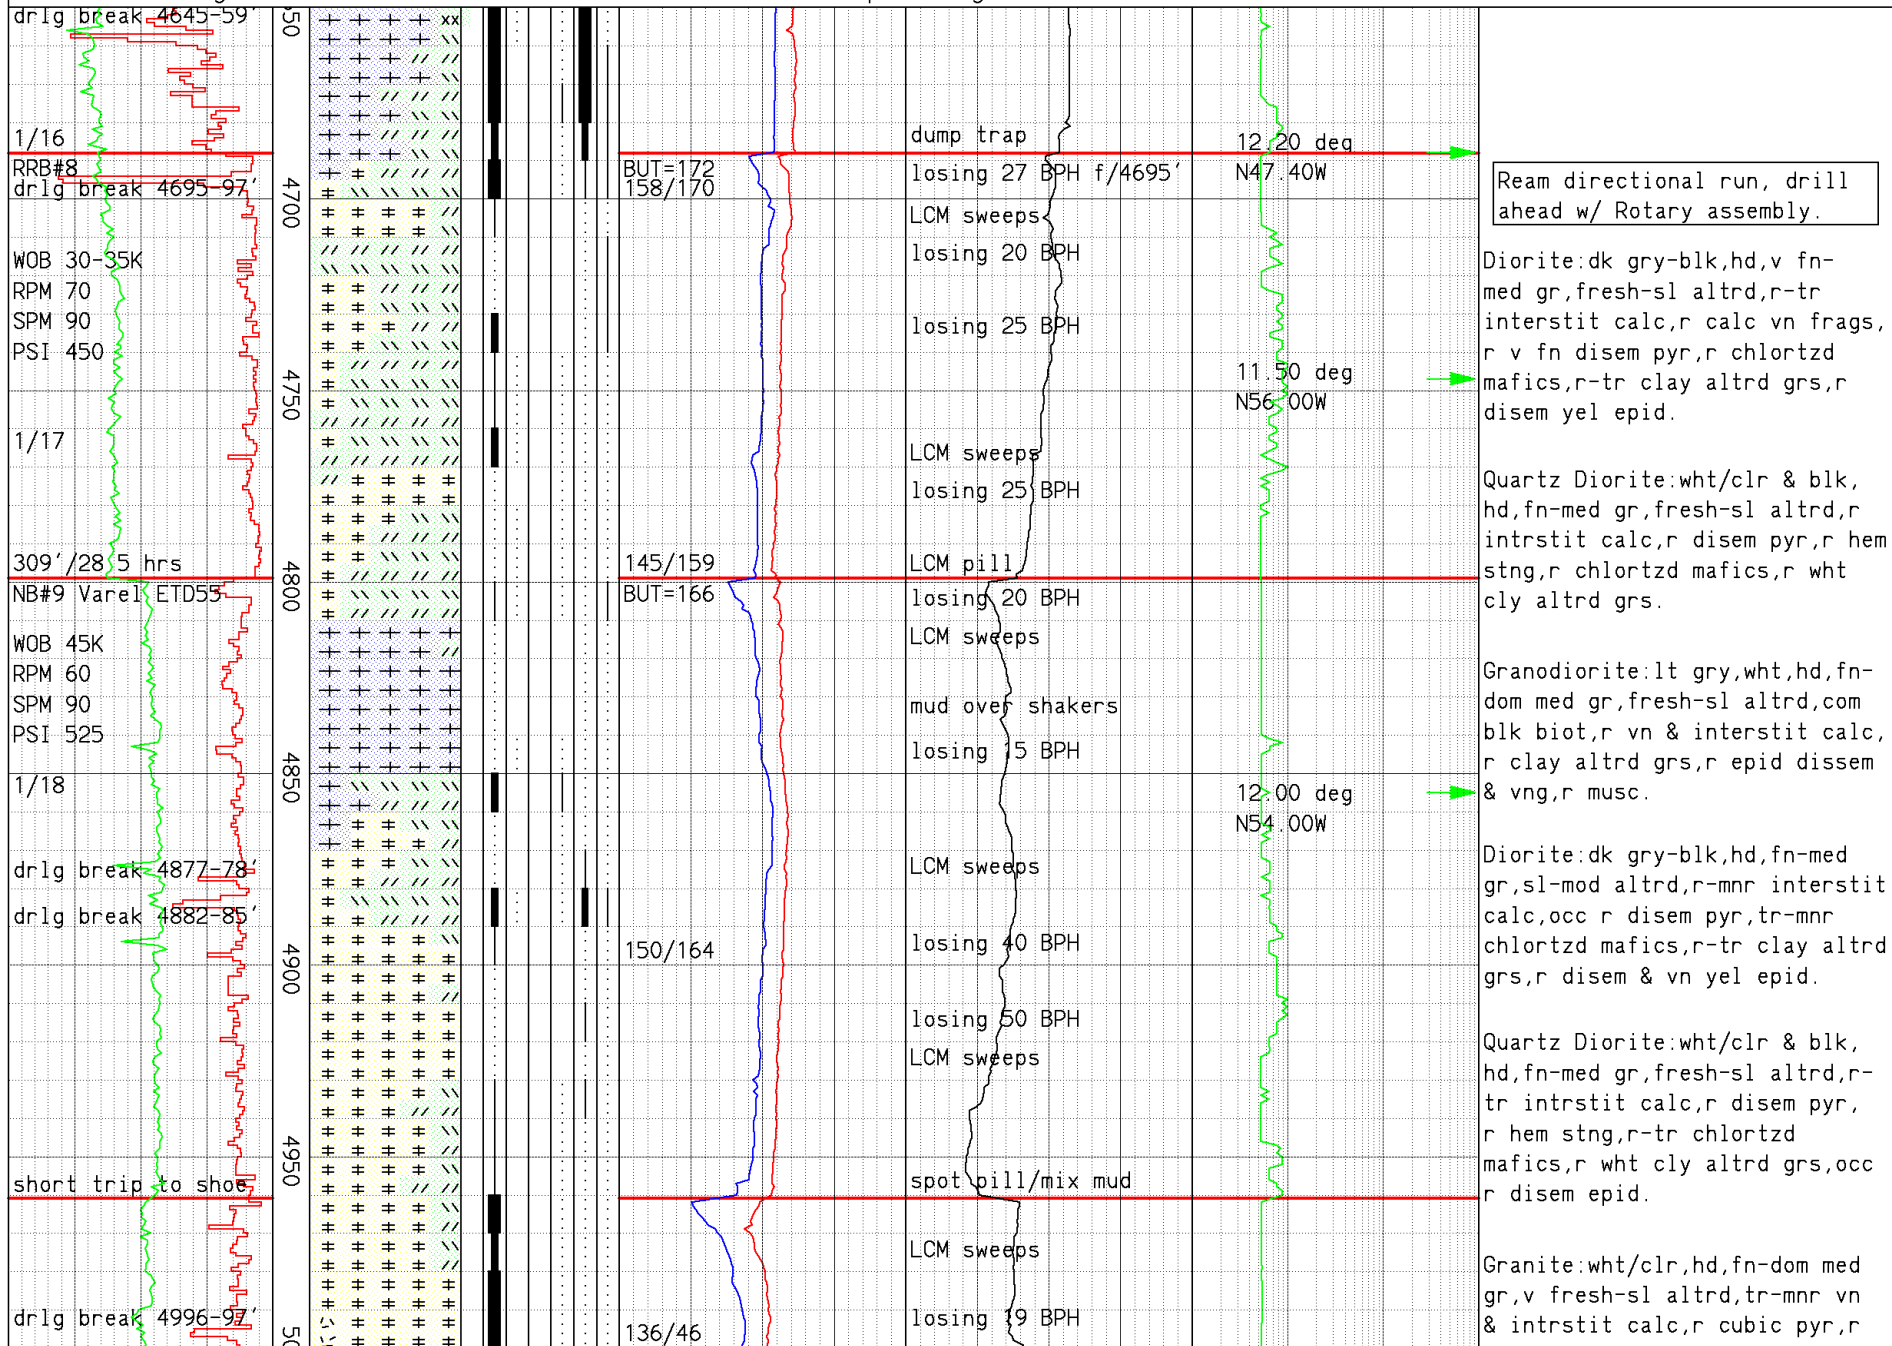 drlg break 4645-59'
1/16
RRB#8
drlg break 4695-97'
WOB 30-35K
RPM 70
SPM 90
PSI 450
1/17
309'/28.5 hrs
NB#9 Varel ETD55
WOB 45K
RPM 60
SPM 90
PSI 525
1/18
drlg break 4877-78'
drlg break 4882-85'
short trip to shoe
drlg break 4996-97'
4700
4750
4800
4850
4900
4950
BUT=172
158/170
145/159
BUT=166
150/164
136/46
dump trap
losing 27 BPH f/4695'
LCM sweeps
losing 20 BPH
losing 25 BPH
LCM sweeps
losing 25 BPH
LCM pill
losing 20 BPH
LCM sweeps
mud over shakers
losing 15 BPH
LCM sweeps
losing 40 BPH
losing 50 BPH
LCM sweeps
spot pill/mix mud
LCM sweeps
losing 19 BPH
12.20 deg
N47.40W
11.50 deg
N56.00W
12.00 deg
N54.00W
Ream directional run, drill
ahead w/ Rotary assembly.
Diorite:dk gry-blk,hd,v fn-
med gr,fresh-sl altrd,r-tr
interstit calc,r calc vn frags,
r v fn disem pyr,r chlortzd
mafics,r-tr clay altrd grs,r
disem yel epid.
Quartz Diorite:wht/clr & blk,
hd,fn-med gr,fresh-sl altrd,r
intrstit calc,r disem pyr,r hem
stng,r chlortzd mafics,r wht
cly altrd grs.
Granodiorite:lt gry,wht,hd,fn-
dom med gr,fresh-sl altrd,com
blk biot,r vn & interstit calc,
r clay altrd grs,r epid dissem
& vng,r musc.
Diorite:dk gry-blk,hd,fn-med
gr,sl-mod altrd,r-mnr interstit
calc,occ r disem pyr,tr-mnr
chlortzd mafics,r-tr clay altrd
grs,r disem & vn yel epid.
Quartz Diorite:wht/clr & blk,
hd,fn-med gr,fresh-sl altrd,r-
tr intrstit calc,r disem pyr,
r hem stng,r-tr chlortzd
mafics,r wht cly altrd grs,occ
r disem epid.
Granite:wht/clr,hd,fn-dom med
gr,v fresh-sl altrd,tr-mnr vn
& intrstit calc,r cubic pyr,r